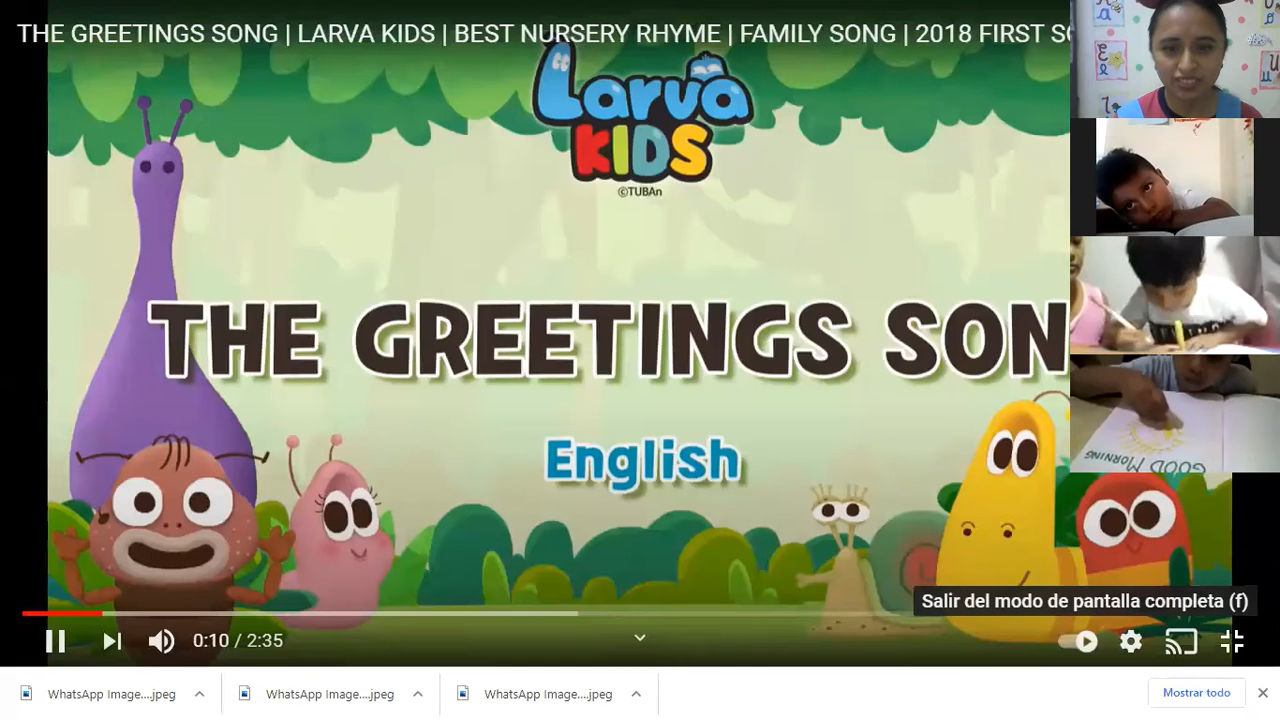 THE GREETINGS SONG | LARVA KIDS | BEST NURSERY RHYME | FAMILY SONG | 2018 FIRST SO
Larva
KIDS
©TUBAn
THE GREETINGS SON
English
GOOD MORNING
Salir del modo de pantalla completa (f)
0:10 / 2:35
WhatsApp Image....jpeg
WhatsApp Image....jpeg
WhatsApp Image....jpeg
Mostrar todo